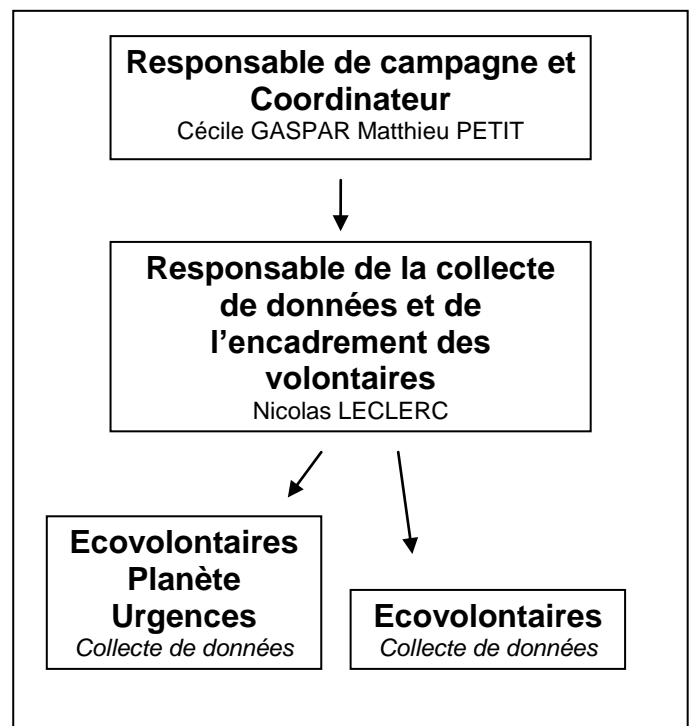 Responsable de campagne et
Coordinateur
Cécile GASPAR Matthieu PETIT
Responsable de la collecte
de données et de
l’encadrement des
volontaires
Nicolas LECLERC
Ecovolontaires
Planète
Urgences
Collecte de données
Ecovolontaires
Collecte de données